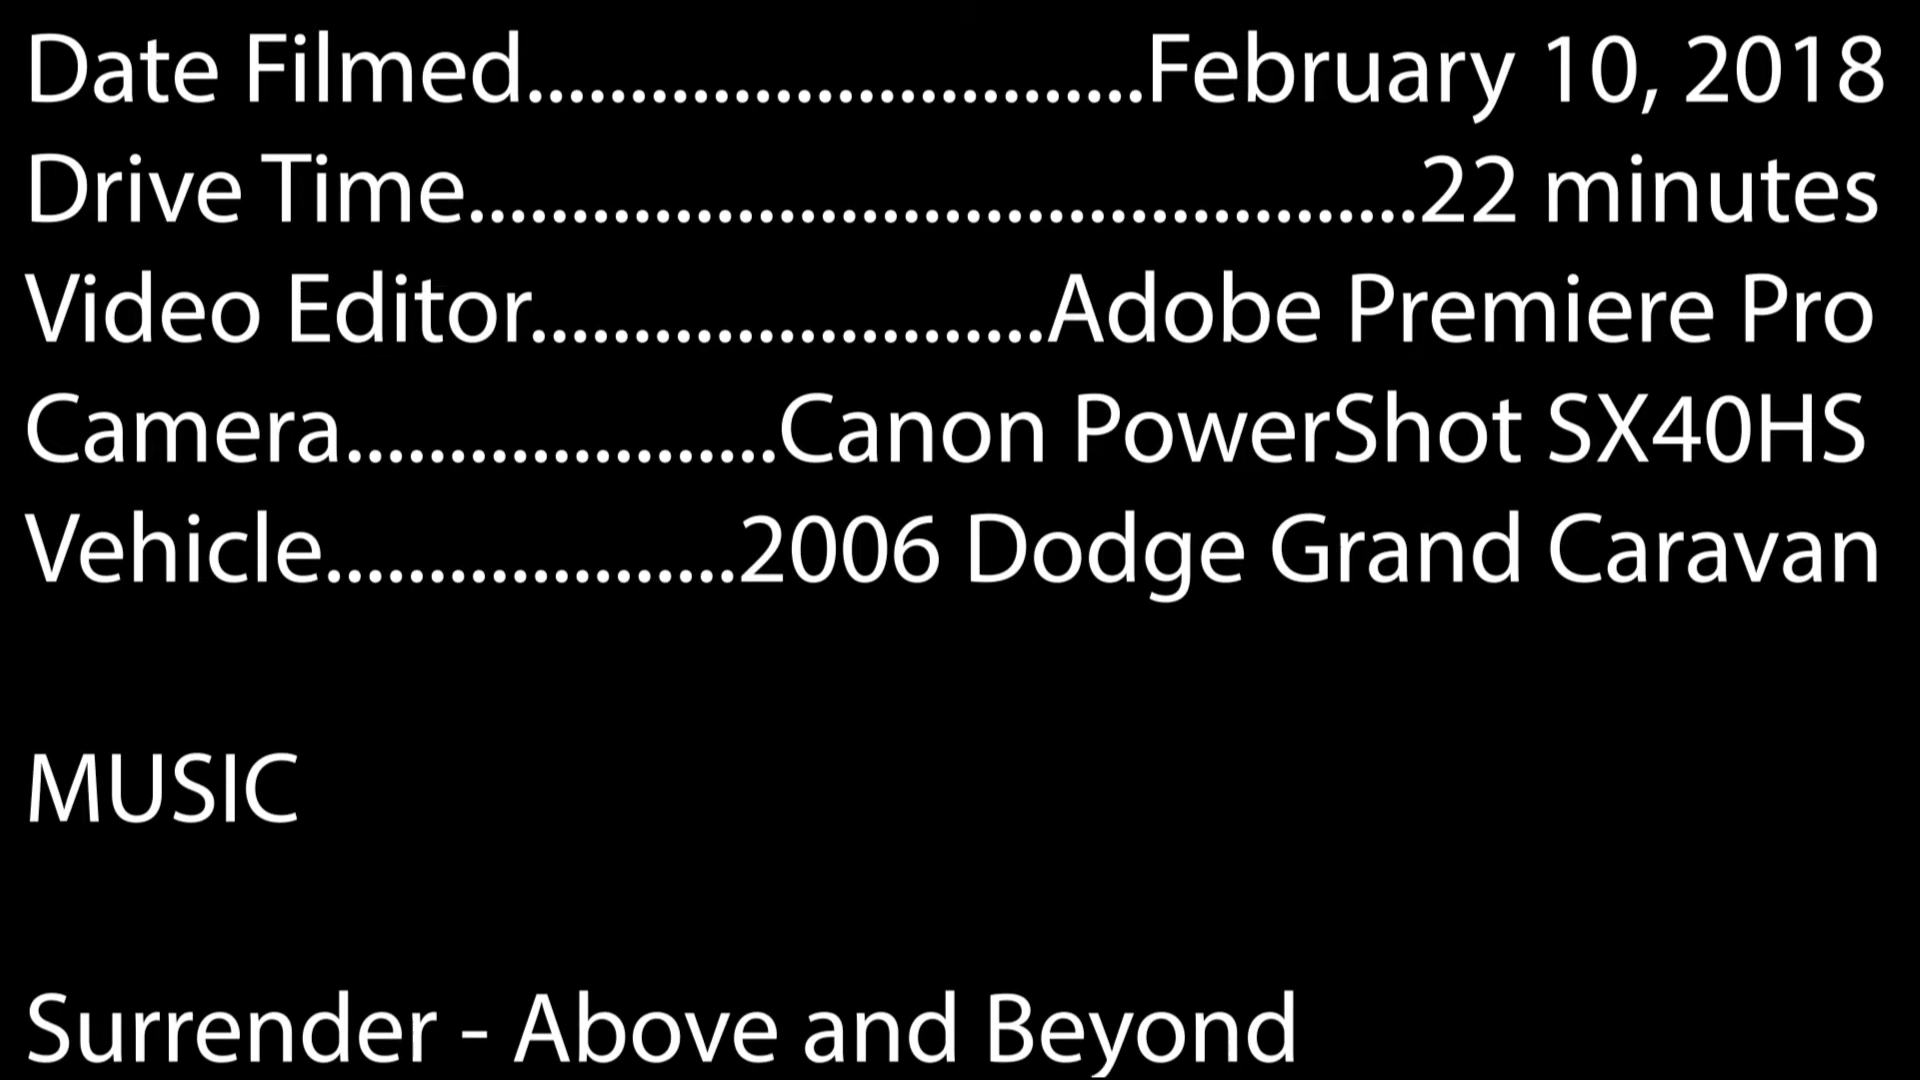 Date Filmed..............................February 10, 2018
Drive Time..............................................22 minutes
Video Editor.........................Adobe Premiere Pro
Camera.....................Canon PowerShot SX40HS
Vehicle....................2006 Dodge Grand Caravan
MUSIC
Surrender - Above and Beyond